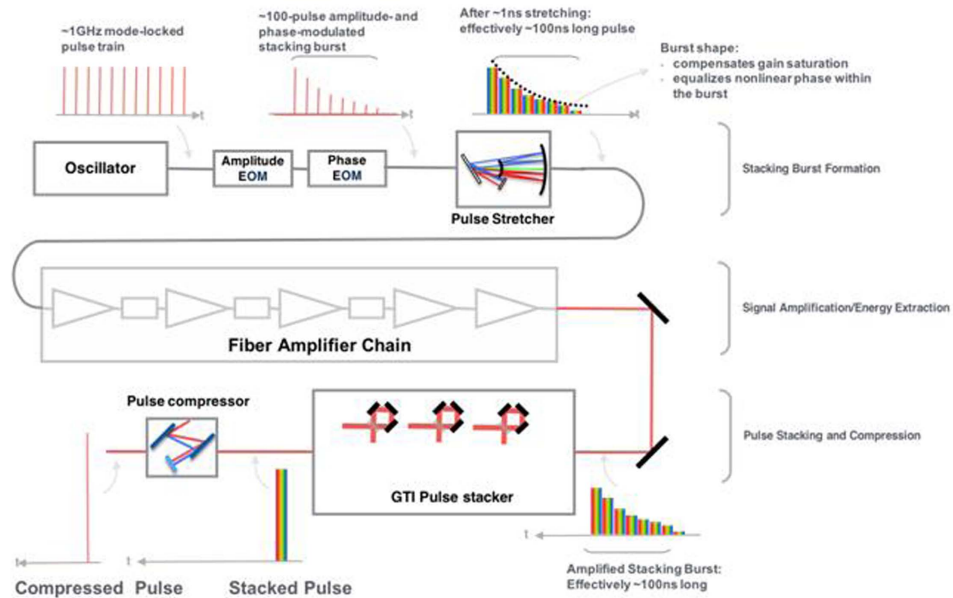 ~1GHz mode-locked
pulse train
~100-pulse amplitude- and
phase-modulated
stacking burst
After ~1ns stretching:
effectively ~100ns long pulse
Burst shape:
- compensates gain saturation
- equalizes nonlinear phase within
the burst
t
t
t
Oscillator
Amplitude
EOM
Phase
EOM
Pulse Stretcher
Stacking Burst Formation
Fiber Amplifier Chain
Signal Amplification/Energy Extraction
Pulse compressor
GTI Pulse stacker
Pulse Stacking and Compression
t
t
t
Compressed Pulse
Stacked Pulse
Amplified Stacking Burst:
Effectively ~100ns long